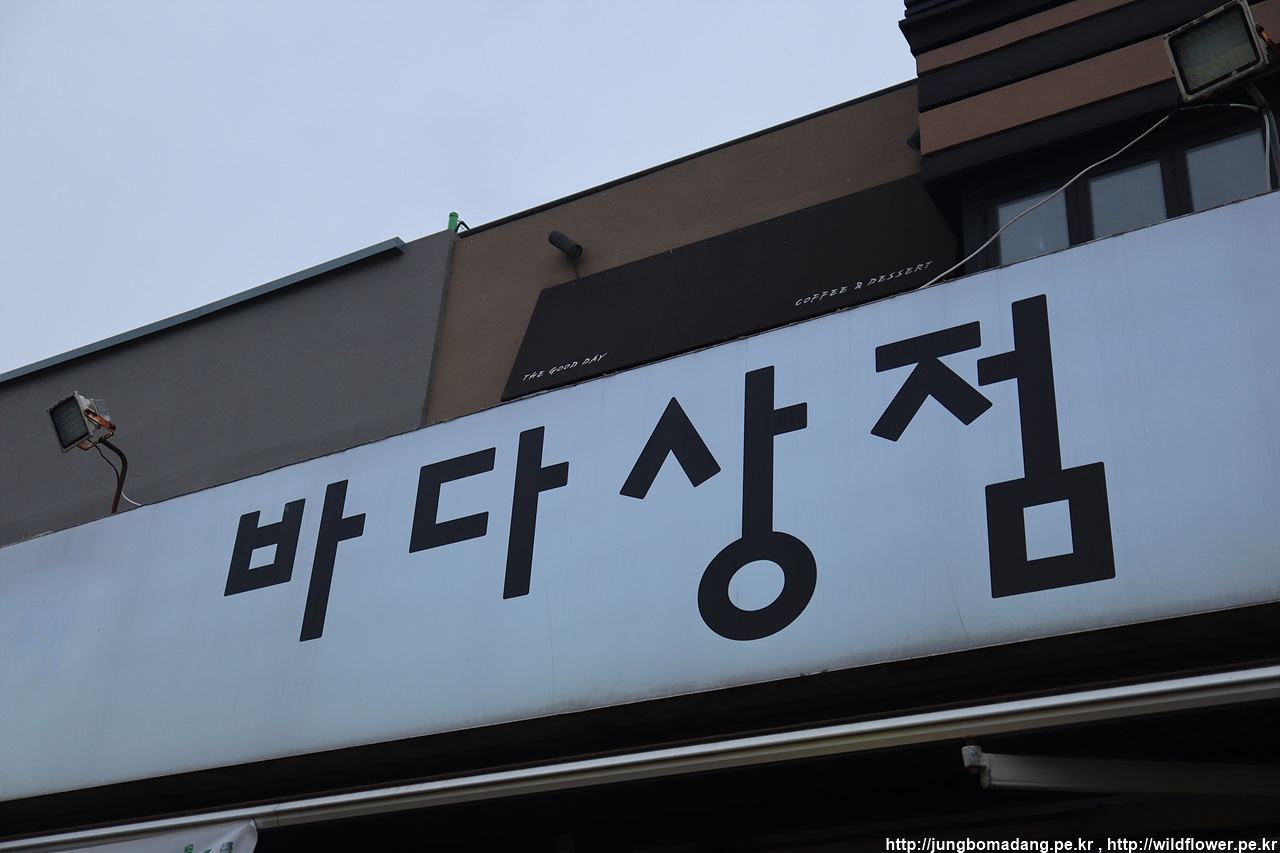 COFFEE & DESSERT
THE GOOD DAY
바다상점
http://jungbomadang.pe.kr , http://wildflower.pe.kr